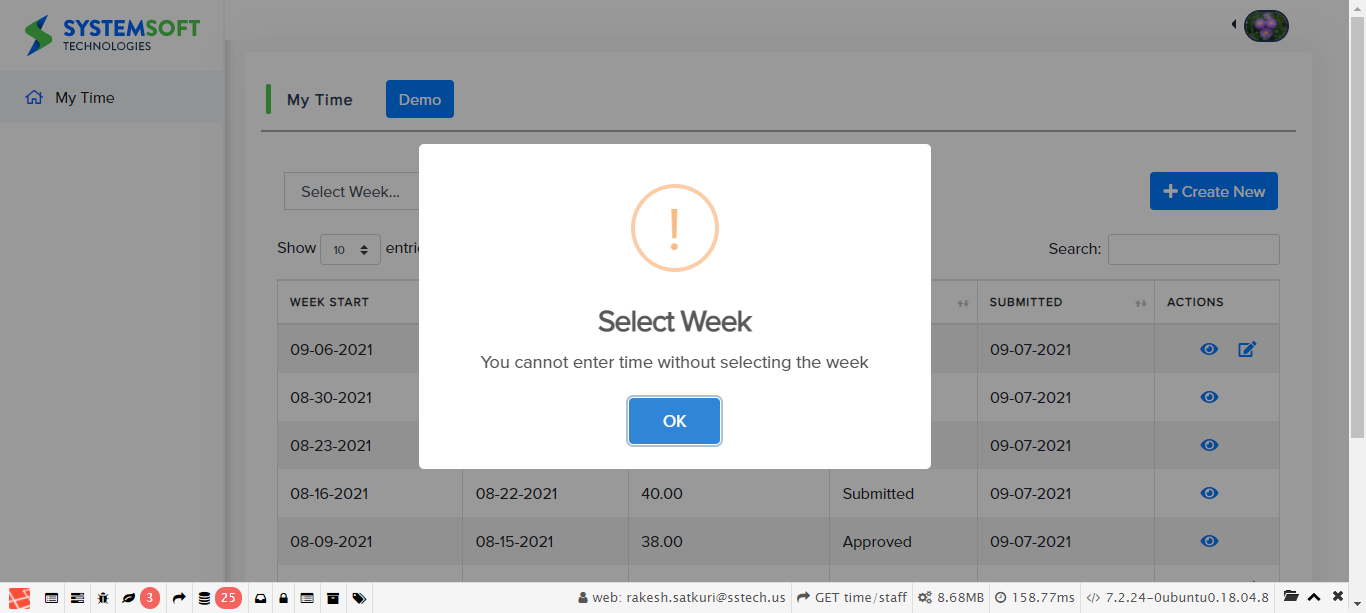 SYSTEMSOFT
TECHNOLOGIES
My Time
My Time
Demo
Select Week...
Create New
Show 10
Search:
!
Select Week
You cannot enter time without selecting the week
OK
WEEK START SUBMITTED ACTIONS
09-06-2021 09-07-2021
08-30-2021 09-07-2021
08-23-2021 09-07-2021
08-16-2021 08-22-2021 40.00 Submitted 09-07-2021
08-09-2021 08-15-2021 38.00 Approved 09-07-2021
3 25 web: rakesh.satkuri@sstech.us GET time/staff 8.68MB 158.77ms </> 7.2.24-0ubuntu0.18.04.8